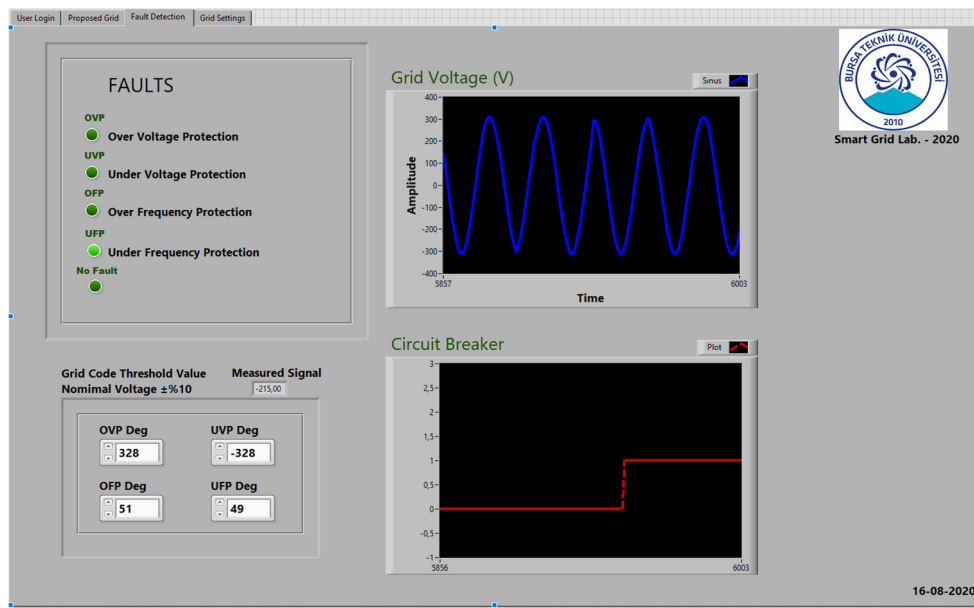 User Login
Proposed Grid
Fault Detection
Grid Settings
FAULTS
OVP
Over Voltage Protection
UVP
Under Voltage Protection
OFP
Over Frequency Protection
UFP
Under Frequency Protection
No Fault
Grid Voltage (V)
Sinus
400
300
200
100
0
-100
-200
-300
-400
Amplitude
5857
6003
Time
BURSA TEKNİK ÜNİVERSİTESİ
2010
Smart Grid Lab. - 2020
Circuit Breaker
Plot
3
2,5
2
1,5
1
0,5
0
-0,5
-1
5856
6003
Grid Code Threshold Value
Nomimal Voltage ±%10
Measured Signal
-215,00
OVP Deg
UVP Deg
328
-328
OFP Deg
UFP Deg
51
49
16-08-2020